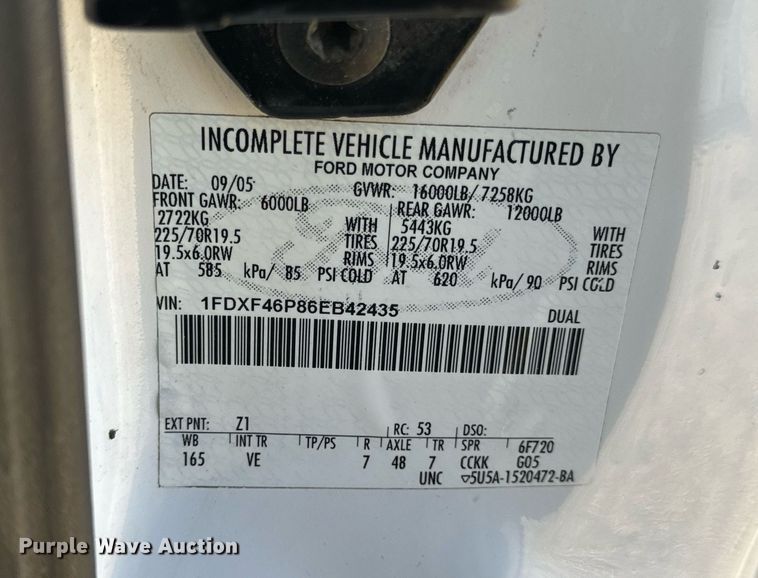 INCOMPLETE VEHICLE MANUFACTURED BY
FORD MOTOR COMPANY
DATE: 09/05 GVWR: 16000LB/ 7258KG
FRONT GAWR: 6000LB REAR GAWR: 12000LB
2722KG WITH 5443KG WITH
225/70R19.5 TIRES 225/70R19.5 TIRES
19.5x6.0RW RIMS 19.5x6.0RW RIMS
AT 585 kPa/ 85 PSI COLD AT 620 kPa/ 90 PSI COLD
VIN: 1FDXF46P86EB42435 DUAL
EXT PNT: Z1 RC: 53 DSO:
WB INT TR TP/PS R AXLE TR SPR 6F720
165 VE 7 48 7 CCKK G05
UNC ▽5U5A-1520472-BA
Purple Wave Auction